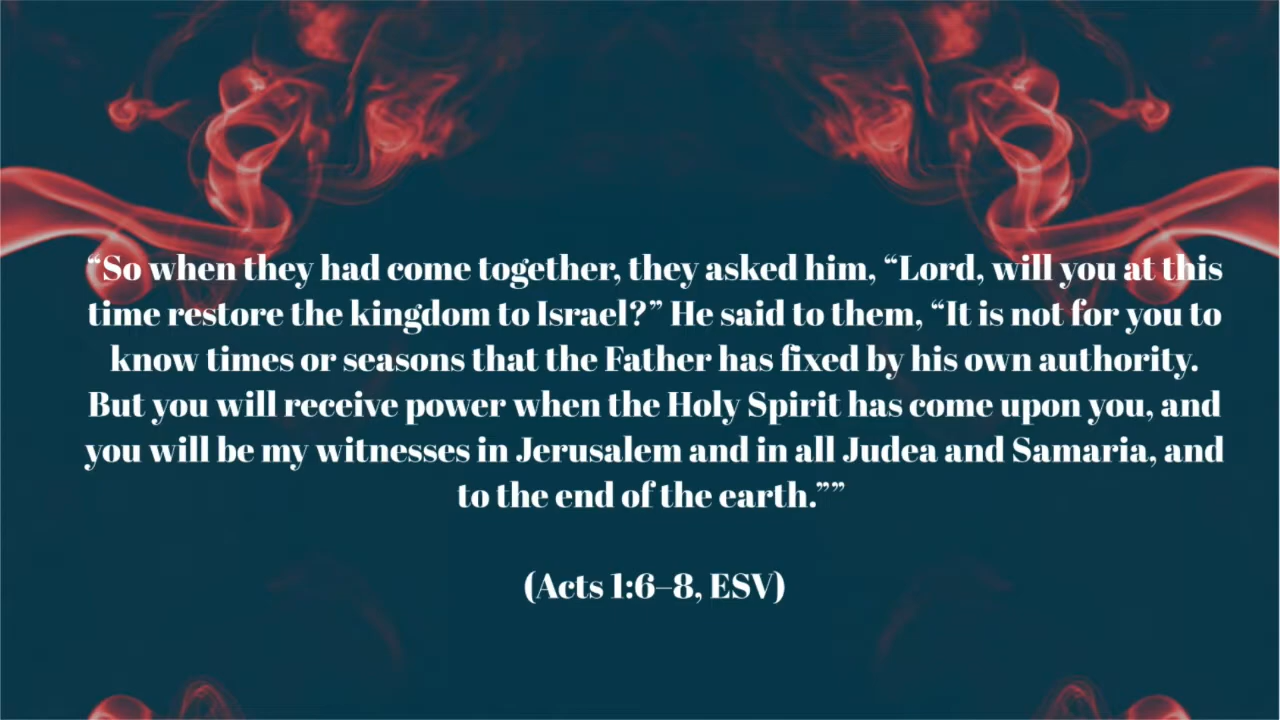 “So when they had come together, they asked him, “Lord, will you at this
time restore the kingdom to Israel?” He said to them, “It is not for you to
know times or seasons that the Father has fixed by his own authority.
But you will receive power when the Holy Spirit has come upon you, and
you will be my witnesses in Jerusalem and in all Judea and Samaria, and
to the end of the earth.””
(Acts 1:6–8, ESV)